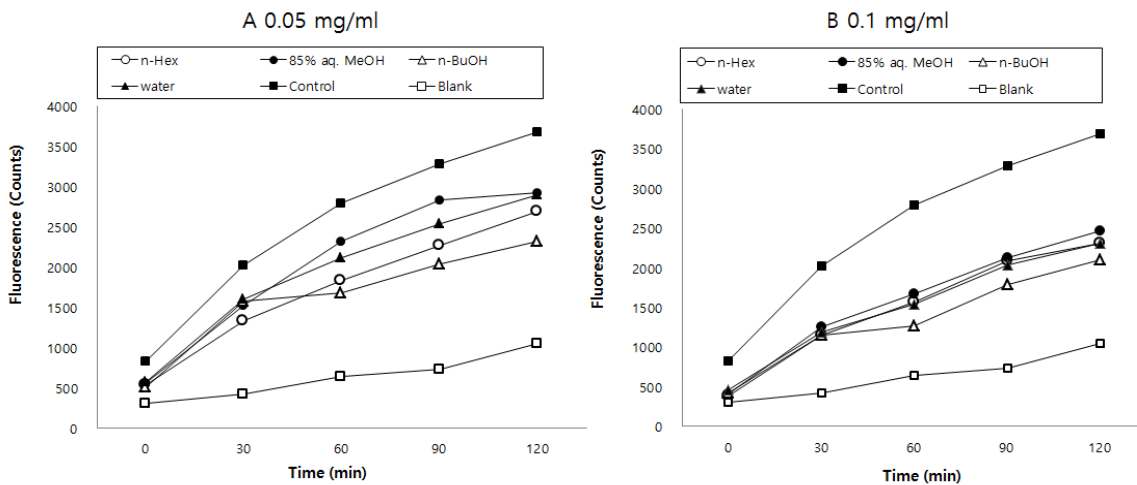 A 0.05 mg/ml
n-Hex 85% aq. MeOH n-BuOH
water Control Blank
Fluorescence (Counts)
4000
3500
3000
2500
2000
1500
1000
500
0
0 30 60 90 120
Time (min)
B 0.1 mg/ml
n-Hex 85% aq. MeOH n-BuOH
water Control Blank
Fluorescence (Counts)
4000
3500
3000
2500
2000
1500
1000
500
0
0 30 60 90 120
Time (min)